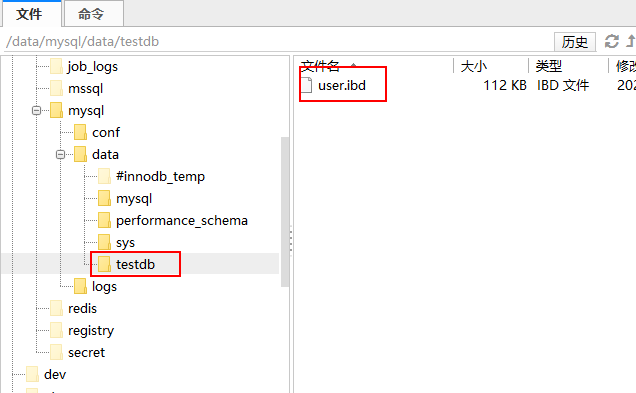 文件 命令
/data/mysql/data/testdb 历史
job_logs
mssql
mysql
conf
data
#innodb_temp
mysql
performance_schema
sys
testdb
logs
redis
registry
secret
dev
文件名 大小 类型 修改
user.ibd 112 KB IBD 文件 202